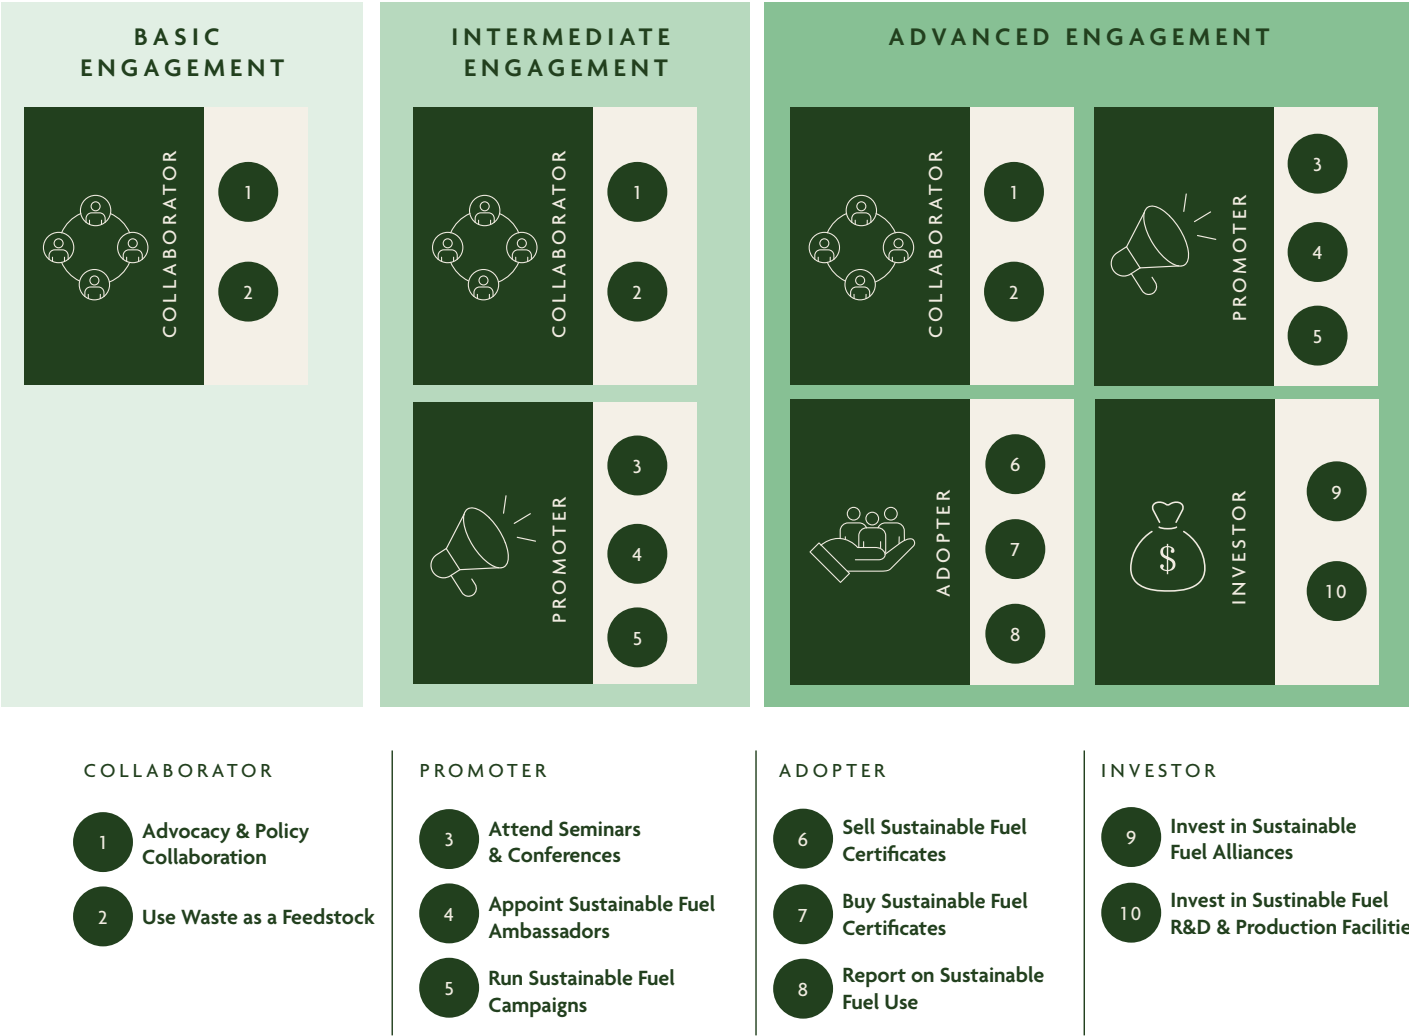 BASIC
ENGAGEMENT
COLLABORATOR
1
2
INTERMEDIATE
ENGAGEMENT
COLLABORATOR
1
2
PROMOTER
3
4
5
ADVANCED ENGAGEMENT
COLLABORATOR
1
2
PROMOTER
3
4
5
ADOPTER
6
7
8
$
INVESTOR
9
10
COLLABORATOR
1
Advocacy & Policy
Collaboration
2
Use Waste as a Feedstock
PROMOTER
3
Attend Seminars
& Conferences
4
Appoint Sustainable Fuel
Ambassadors
5
Run Sustainable Fuel
Campaigns
ADOPTER
6
Sell Sustainable Fuel
Certificates
7
Buy Sustainable Fuel
Certificates
8
Report on Sustainable
Fuel Use
INVESTOR
9
Invest in Sustainable
Fuel Alliances
10
Invest in Sustinable Fuel
R&D & Production Facilitie